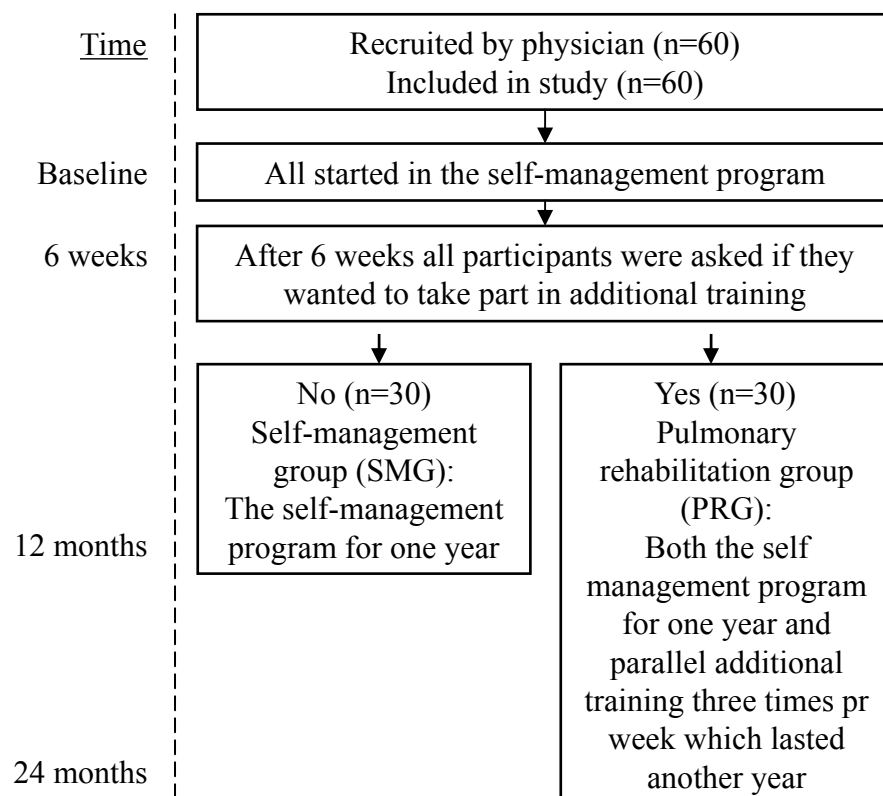 Time
Recruited by physician (n=60)
Included in study (n=60)
Baseline
All started in the self-management program
6 weeks
After 6 weeks all participants were asked if they
wanted to take part in additional training
No (n=30)
Self-management
group (SMG):
The self-management
program for one year
Yes (n=30)
Pulmonary
rehabilitation group
(PRG):
Both the self
management program
for one year and
parallel additional
training three times pr
week which lasted
another year
12 months
24 months